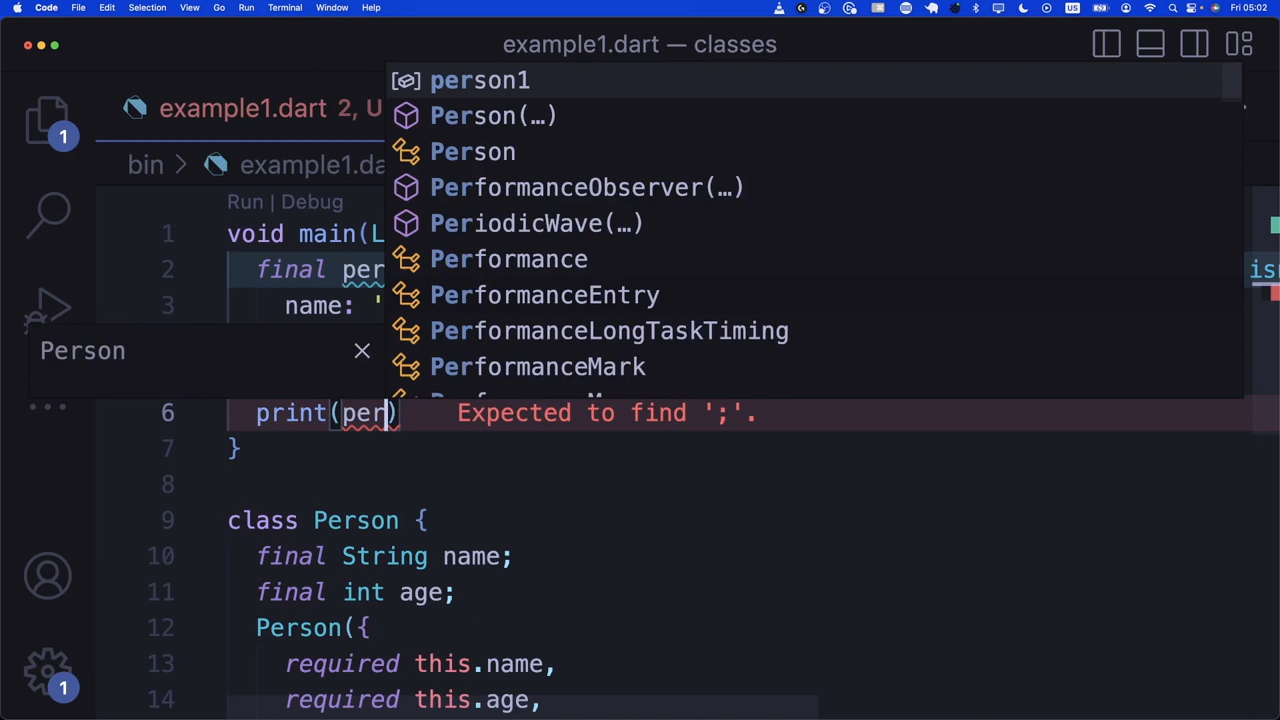 Code File Edit Selection View Go Run Terminal Window Help US Fri 05:02
example1.dart — classes
example1.dart 2, U
bin > example1.da
Run | Debug
1 void main(L
2 final per
3 name: '
6 print(per) Expected to find ';'.
7 }
8
9 class Person {
10 final String name;
11 final int age;
12 Person({
13 required this.name,
14 required this.age,
person1
Person(…)
Person
PerformanceObserver(…)
PeriodicWave(…)
Performance
PerformanceEntry
PerformanceLongTaskTiming
PerformanceMark
Person
1
1